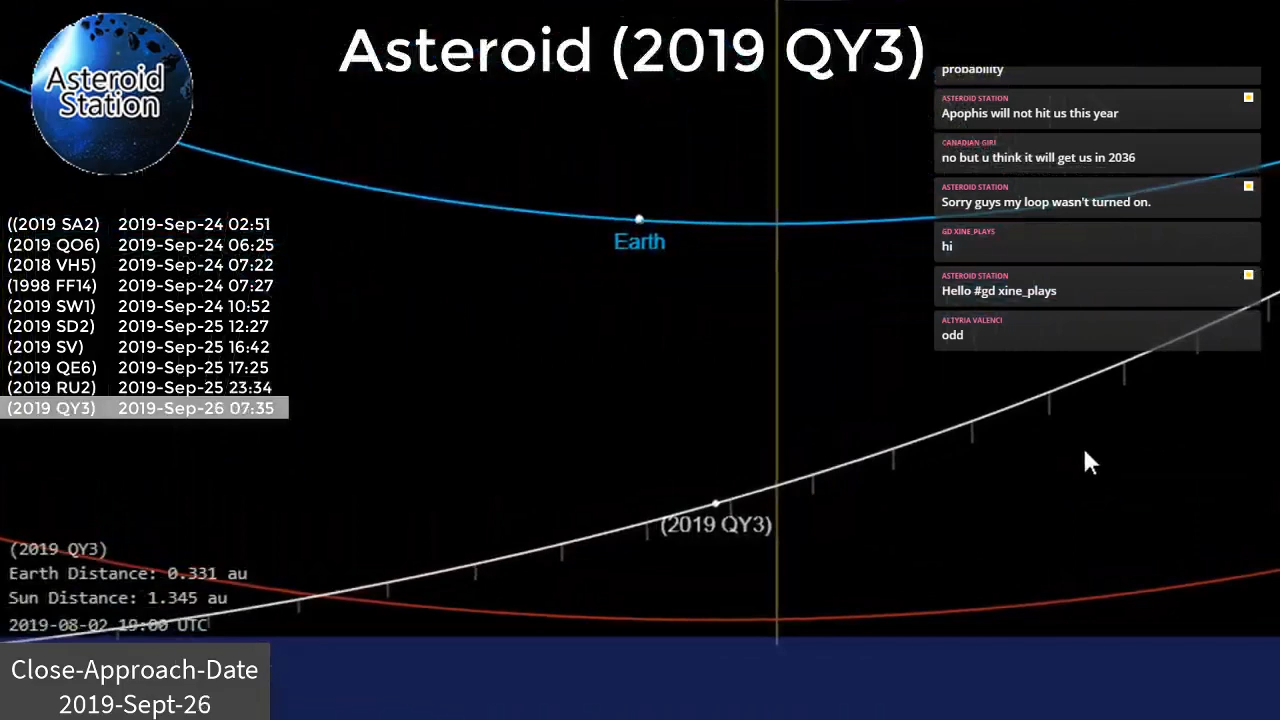 Asteroid (2019 QY3)
Asteroid
Station
probability
ASTEROID STATION
Apophis will not hit us this year
CANADIAN GIRI
no but u think it will get us in 2036
ASTEROID STATION
Sorry guys my loop wasn't turned on.
GD XINE_PLAYS
hi
ASTEROID STATION
Hello #gd xine_plays
ALTYRIA VALENCI
odd
((2019 SA2) 2019-Sep-24 02:51
(2019 QO6) 2019-Sep-24 06:25
(2018 VH5) 2019-Sep-24 07:22
(1998 FF14) 2019-Sep-24 07:27
(2019 SW1) 2019-Sep-24 10:52
(2019 SD2) 2019-Sep-25 12:27
(2019 SV) 2019-Sep-25 16:42
(2019 QE6) 2019-Sep-25 17:25
(2019 RU2) 2019-Sep-25 23:34
(2019 QY3) 2019-Sep-26 07:35
Earth
(2019 QY3)
(2019 QY3)
Earth Distance: 0.331 au
Sun Distance: 1.345 au
2019-08-02 19:00 UTC
Close-Approach-Date
2019-Sept-26